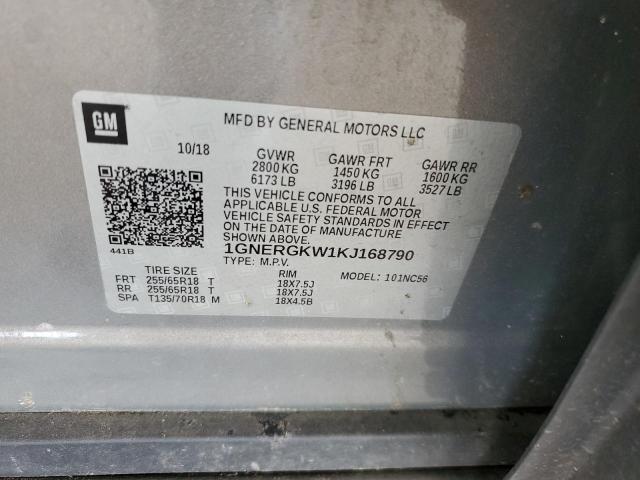 GM
MFD BY GENERAL MOTORS LLC
10/18 GVWR GAWR FRT GAWR RR
2800 KG 1450 KG 1600 KG
6173 LB 3196 LB 3527 LB
THIS VEHICLE CONFORMS TO ALL
APPLICABLE U.S. FEDERAL MOTOR
VEHICLE SAFETY STANDARDS IN EFFECT
ON THE DATE OF MANUFACTURE
SHOWN ABOVE.
441B
1GNERGKW1KJ168790
TYPE: M.P.V. MODEL: 101NC56
TIRE SIZE RIM
FRT 255/65R18 T 18X7.5J
RR 255/65R18 T 18X7.5J
SPA T135/70R18 M 18X4.5B